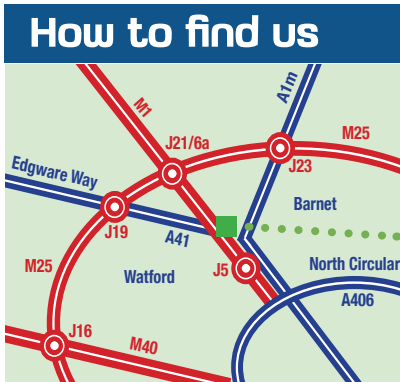 How to find us
M1
A1m
J21/6a
M25
J23
Edgware Way
Barnet
J19
A41
M25
Watford
J5
North Circular
A406
J16
M40